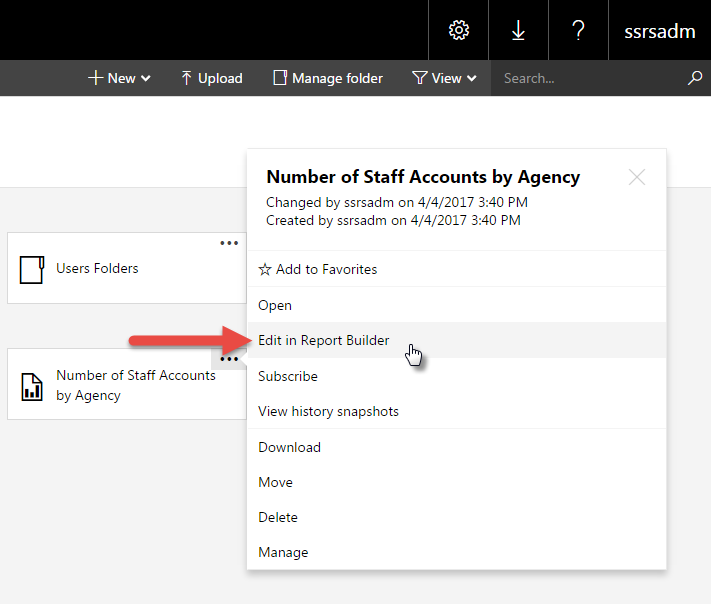 ssrsadm
New
Upload
Manage folder
View
Search...
Number of Staff Accounts by Agency
Changed by ssrsadm on 4/4/2017 3:40 PM
Created by ssrsadm on 4/4/2017 3:40 PM
Users Folders
Number of Staff Accounts
by Agency
Add to Favorites
Open
Edit in Report Builder
Subscribe
View history snapshots
Download
Move
Delete
Manage